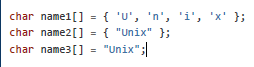 char name1[] = { 'U', 'n', 'i', 'x' };
char name2[] = { "Unix" };
char name3[] = "Unix";